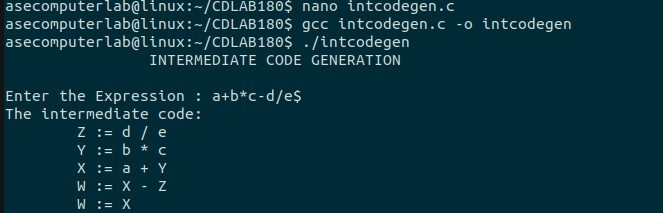 asecomputerlab@linux:~/CDLAB180$ nano intcodegen.c
asecomputerlab@linux:~/CDLAB180$ gcc intcodegen.c -o intcodegen
asecomputerlab@linux:~/CDLAB180$ ./intcodegen
INTERMEDIATE CODE GENERATION
Enter the Expression : a+b*c-d/e$
The intermediate code:
Z := d / e
Y := b * c
X := a + Y
W := X - Z
W := X